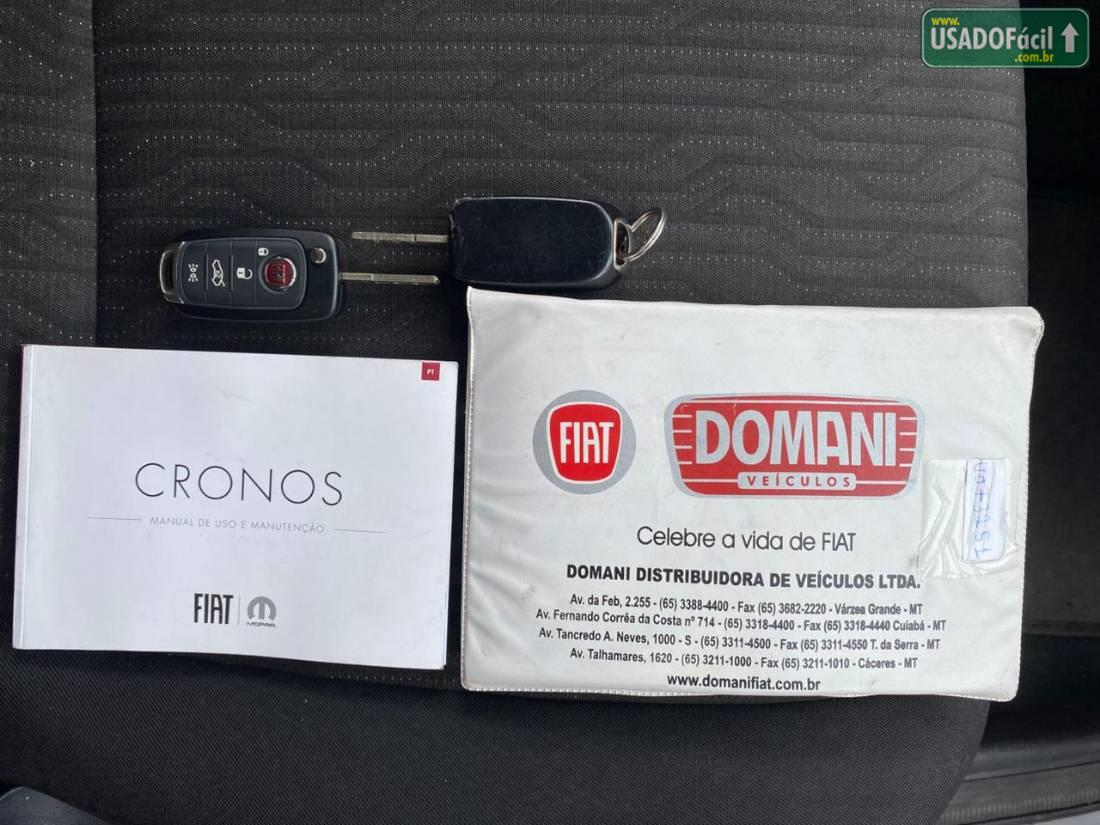 www.
USADOFácil
.com.br
FIAT
PT
CRONOS
MANUAL DE USO E MANUTENÇÃO
FIAT
MOPAR
FIAT
DOMANI
VEÍCULOS
Celebre a vida de FIAT
DOMANI DISTRIBUIDORA DE VEÍCULOS LTDA.
Av. da Feb, 2.255 - (65) 3388-4400 - Fax (65) 3682-2220 - Várzea Grande - MT
Av. Fernando Corrêa da Costa nº 714 - (65) 3318-4400 - Fax (65) 3318-4440 Cuiabá - MT
Av. Tancredo A. Neves, 1000 - S - (65) 3311-4500 - Fax (65) 3311-4550 T. da Serra - MT
Av. Talhamares, 1620 - (65) 3211-1000 - Fax (65) 3211-1010 - Cáceres - MT
www.domanifiat.com.br